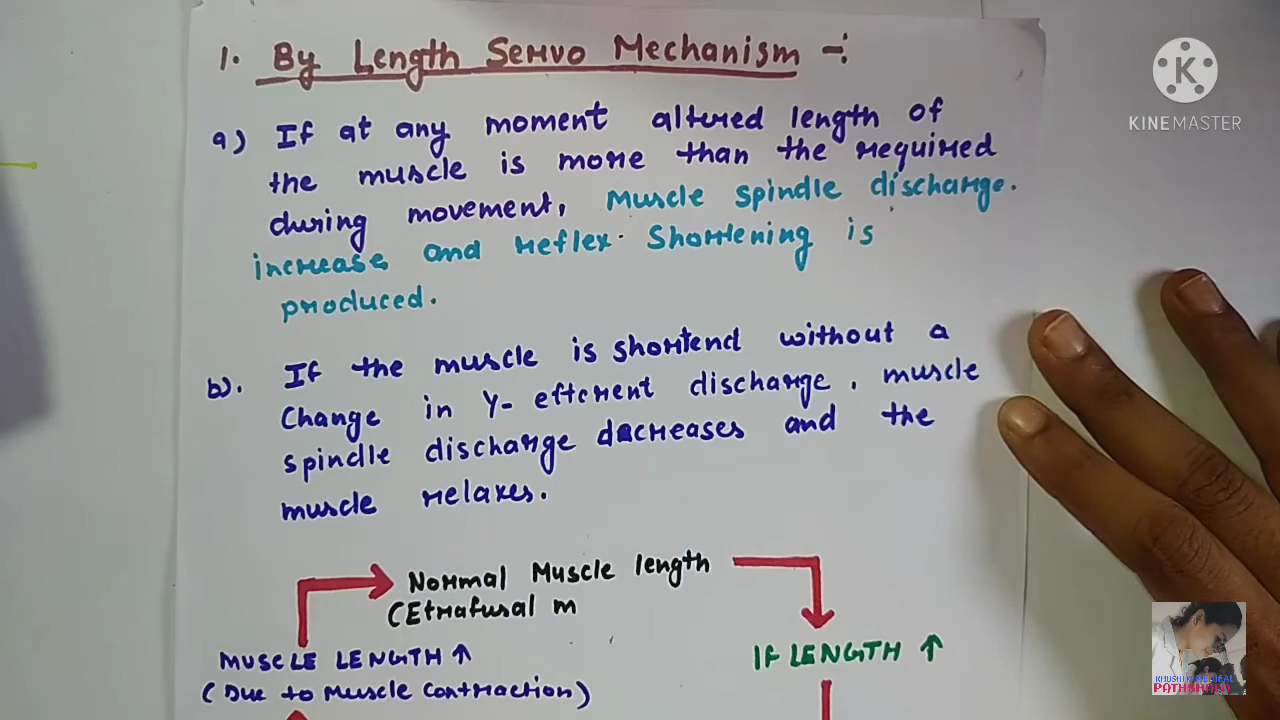 1. By Length Servo Mechanism -:
a) If at any moment altered length of
the muscle is more than the required
during movement, Muscle spindle discharge.
increase and reflex. Shortening is
produced.
b). If the muscle is shortend without a
Change in Y- efferent discharge, muscle
spindle discharge decreases and the
muscle relaxes.
Normal Muscle length
(Etrafusal m
MUSCLE LENGTH ↑
(Due to Muscle Contraction)
IF LENGTH ↑
KINEMASTER
PATHSHALA